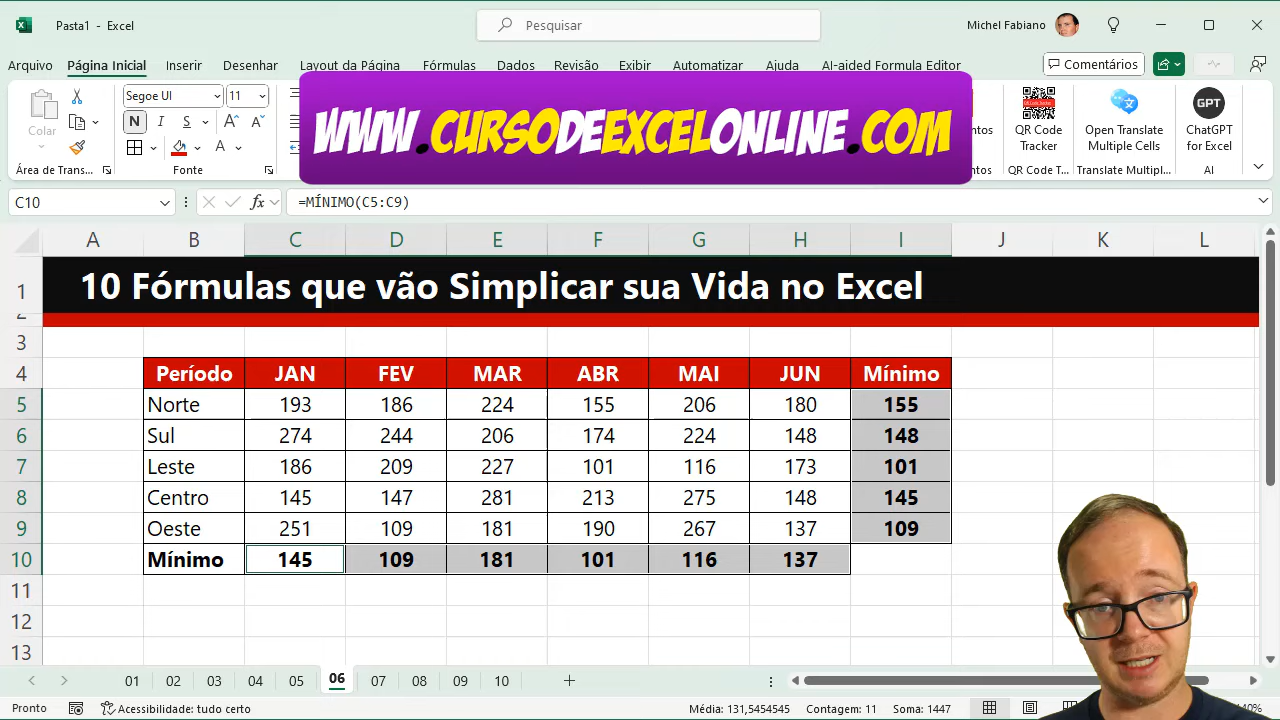 Pasta1 - Excel
Pesquisar
Michel Fabiano
Arquivo Página Inicial Inserir Desenhar Layout da Página Fórmulas Dados Revisão Exibir Automatizar Ajuda AI-aided Formula Editor Comentários
WWW.CURSODEEXCELONLINE.COM
Colar
Segoe UI 11
N I S
QR Code Tracker
Open Translate Multiple Cells
GPT
ChatGPT for Excel
Área de Trans... Fonte QR Code T... Translate Multipl... AI
C10 fx =MÍNIMO(C5:C9)
A B C D E F G H I J K L
1 10 Fórmulas que vão Simplicar sua Vida no Excel
2
3
4 Período JAN FEV MAR ABR MAI JUN Mínimo
5 Norte 193 186 224 155 206 180 155
6 Sul 274 244 206 174 224 148 148
7 Leste 186 209 227 101 116 173 101
8 Centro 145 147 281 213 275 148 145
9 Oeste 251 109 181 190 267 137 109
10 Mínimo 145 109 181 101 116 137
11
12
13
01 02 03 04 05 06 07 08 09 10
Pronto Acessibilidade: tudo certo Média: 131,5454545 Contagem: 11 Soma: 1447